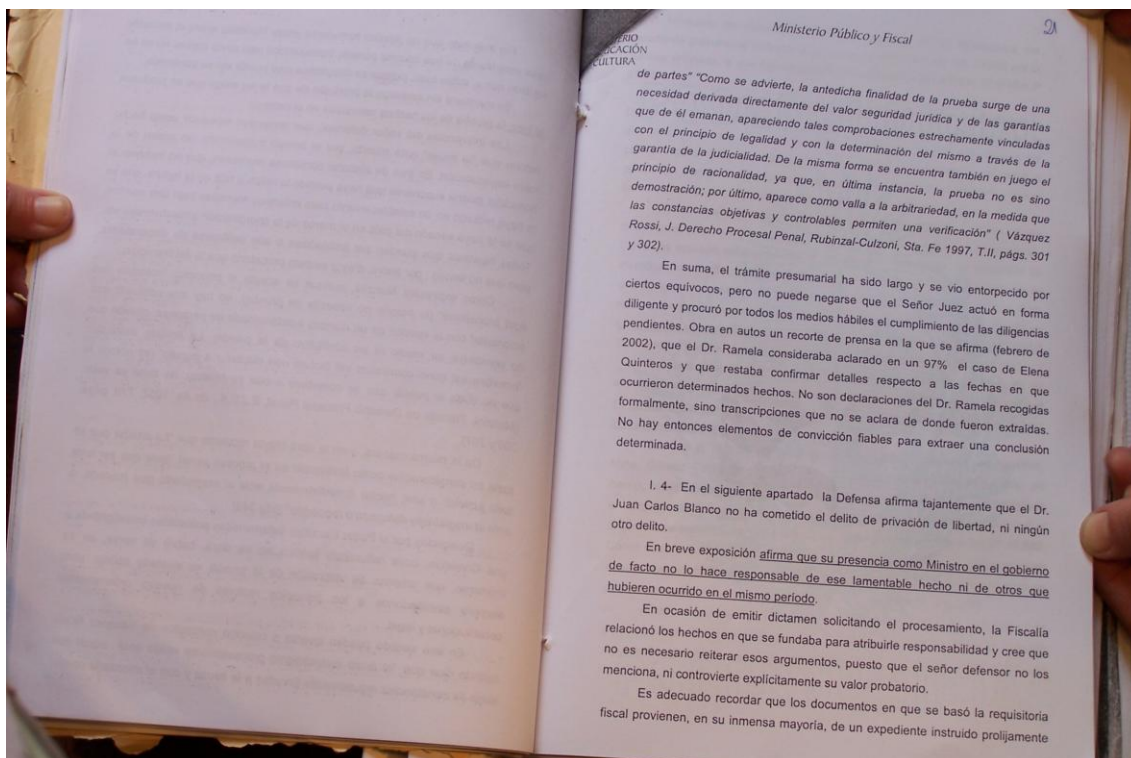 Ministerio Público y Fiscal
21
CULTURA
de partes" "Como se advierte, la antedicha finalidad de la prueba surge de una
necesidad derivada directamente del valor seguridad jurídica y de las garantías
que de él emanan, apareciendo tales comprobaciones estrechamente vinculadas
con el principio de legalidad y con la determinación del mismo a través de la
garantía de la judicialidad. De la misma forma se encuentra también en juego el
principio de racionalidad, ya que, en última instancia, la prueba no es sino
demostración; por último, aparece como valla a la arbitrariedad, en la medida que
las constancias objetivas y controlables permiten una verificación" ( Vázquez
Rossi, J. Derecho Procesal Penal, Rubinzal-Culzoni, Sta. Fe 1997, T.II, págs. 301
y 302).
En suma, el trámite presumarial ha sido largo y se vio entorpecido por
ciertos equívocos, pero no puede negarse que el Señor Juez actuó en forma
diligente y procuró por todos los medios hábiles el cumplimiento de las diligencias
pendientes. Obra en autos un recorte de prensa en la que se afirma (febrero de
2002), que el Dr. Ramela consideraba aclarado en un 97% el caso de Elena
Quinteros y que restaba confirmar detalles respecto a las fechas en que
ocurrieron determinados hechos. No son declaraciones del Dr. Ramela recogidas
formalmente, sino transcripciones que no se aclara de donde fueron extraídas.
No hay entonces elementos de convicción fiables para extraer una conclusión
determinada.
I. 4- En el siguiente apartado la Defensa afirma tajantemente que el Dr.
Juan Carlos Blanco no ha cometido el delito de privación de libertad, ni ningún
otro delito.
En breve exposición afirma que su presencia como Ministro en el gobierno
de facto no lo hace responsable de ese lamentable hecho ni de otros que
hubieren ocurrido en el mismo período.
En ocasión de emitir dictamen solicitando el procesamiento, la Fiscalía
relacionó los hechos en que se fundaba para atribuirle responsabilidad y cree que
no es necesario reiterar esos argumentos, puesto que el señor defensor no los
menciona, ni controvierte explícitamente su valor probatorio.
Es adecuado recordar que los documentos en que se basó la requisitoria
fiscal provienen, en su inmensa mayoría, de un expediente instruido prolijamente